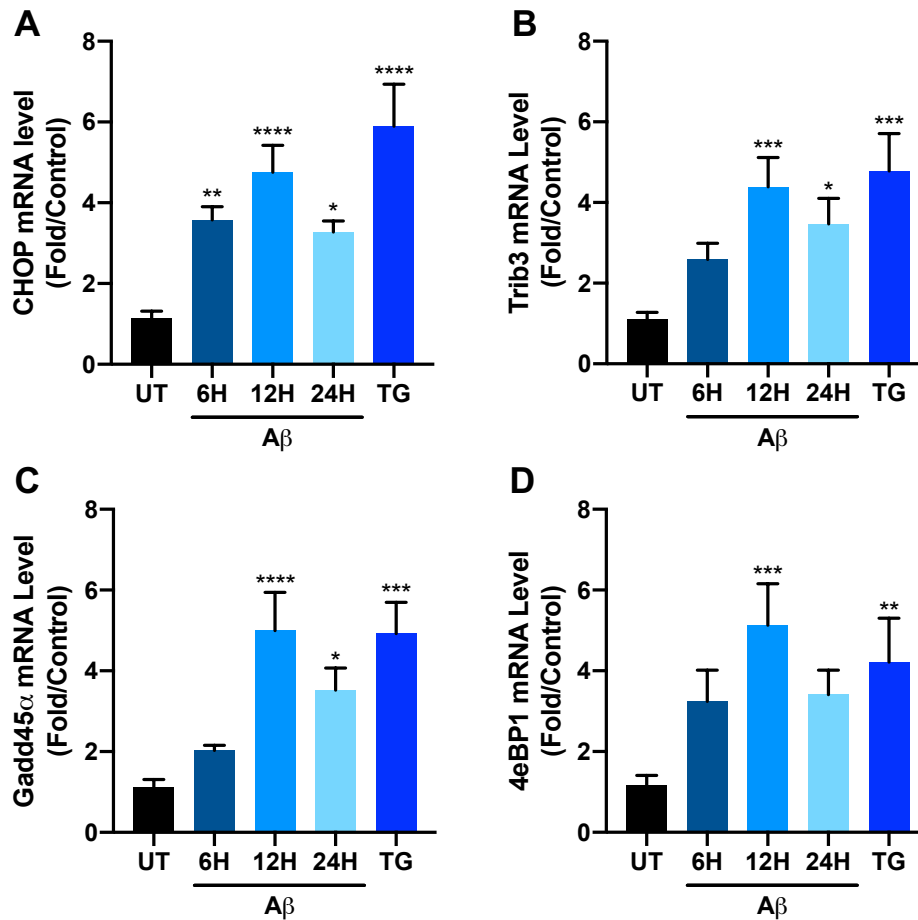 A
CHOP mRNA level
(Fold/Control)
8
6
4
2
0
**
****
*
****
UT 6H 12H 24H TG
Aβ
B
Trib3 mRNA Level
(Fold/Control)
8
6
4
2
0
***
*
***
UT 6H 12H 24H TG
Aβ
C
Gadd45α mRNA Level
(Fold/Control)
8
6
4
2
0
****
*
***
UT 6H 12H 24H TG
Aβ
D
4eBP1 mRNA Level
(Fold/Control)
8
6
4
2
0
***
**
UT 6H 12H 24H TG
Aβ